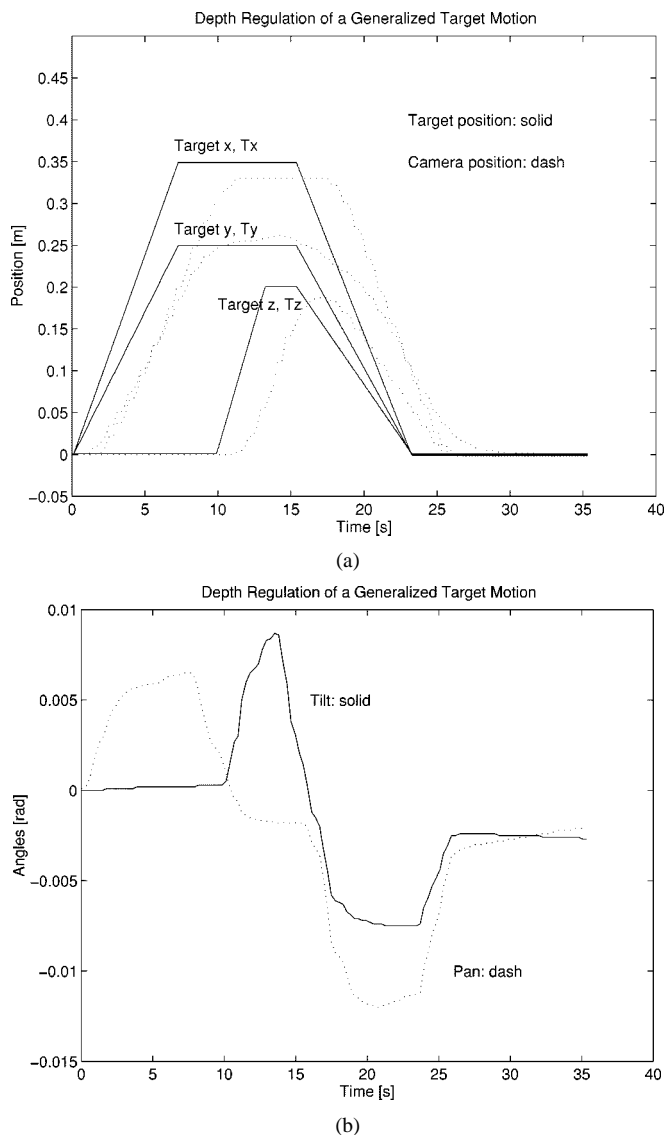 Depth Regulation of a Generalized Target Motion
0.45
0.4
0.35
0.3
0.25
0.2
0.15
0.1
0.05
0
−0.05
Position [m]
Target position: solid
Camera position: dash
Target x, Tx
Target y, Ty
Target z, Tz
0 5 10 15 20 25 30 35 40
Time [s]
(a)
Depth Regulation of a Generalized Target Motion
0.01
0.005
0
−0.005
−0.01
−0.015
Angles [rad]
Tilt: solid
Pan: dash
0 5 10 15 20 25 30 35 40
Time [s]
(b)